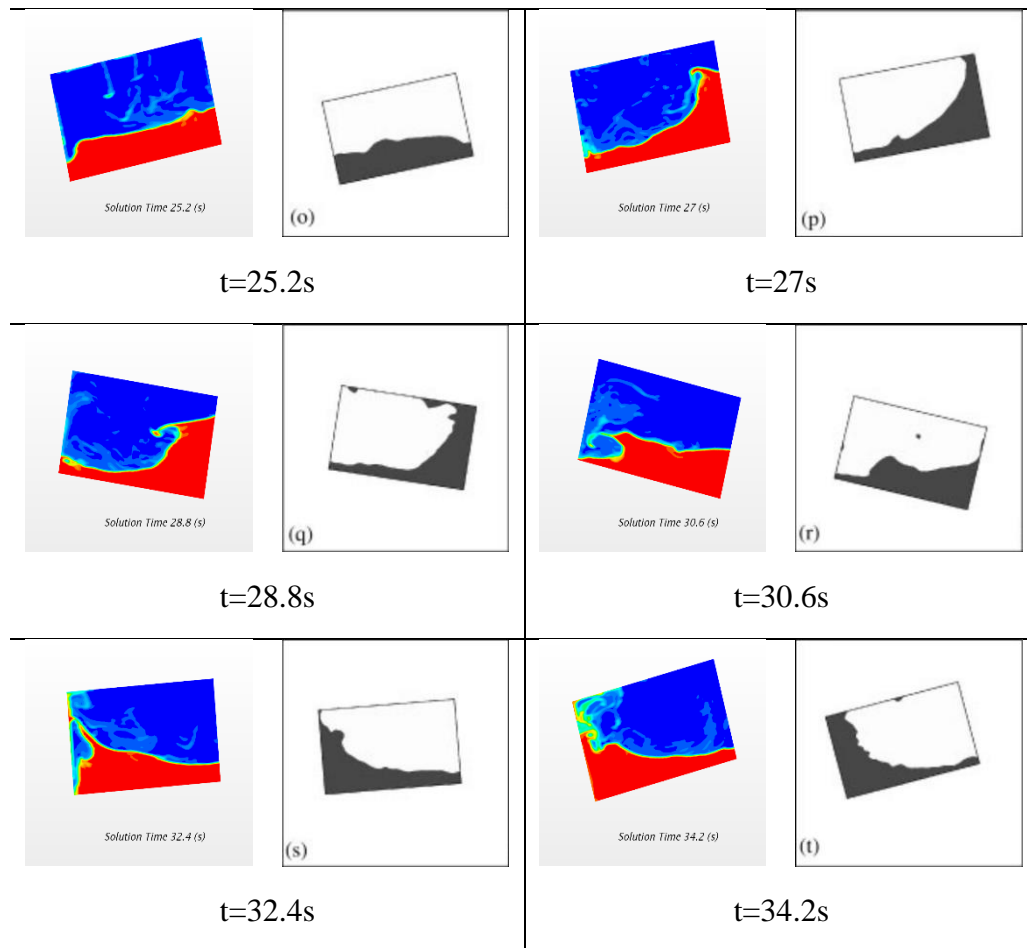 Solution Time 25.2 (s)
(o)
Solution Time 27 (s)
(p)
t=25.2s
t=27s
Solution Time 28.8 (s)
(q)
Solution Time 30.6 (s)
(r)
t=28.8s
t=30.6s
Solution Time 32.4 (s)
(s)
Solution Time 34.2 (s)
(t)
t=32.4s
t=34.2s